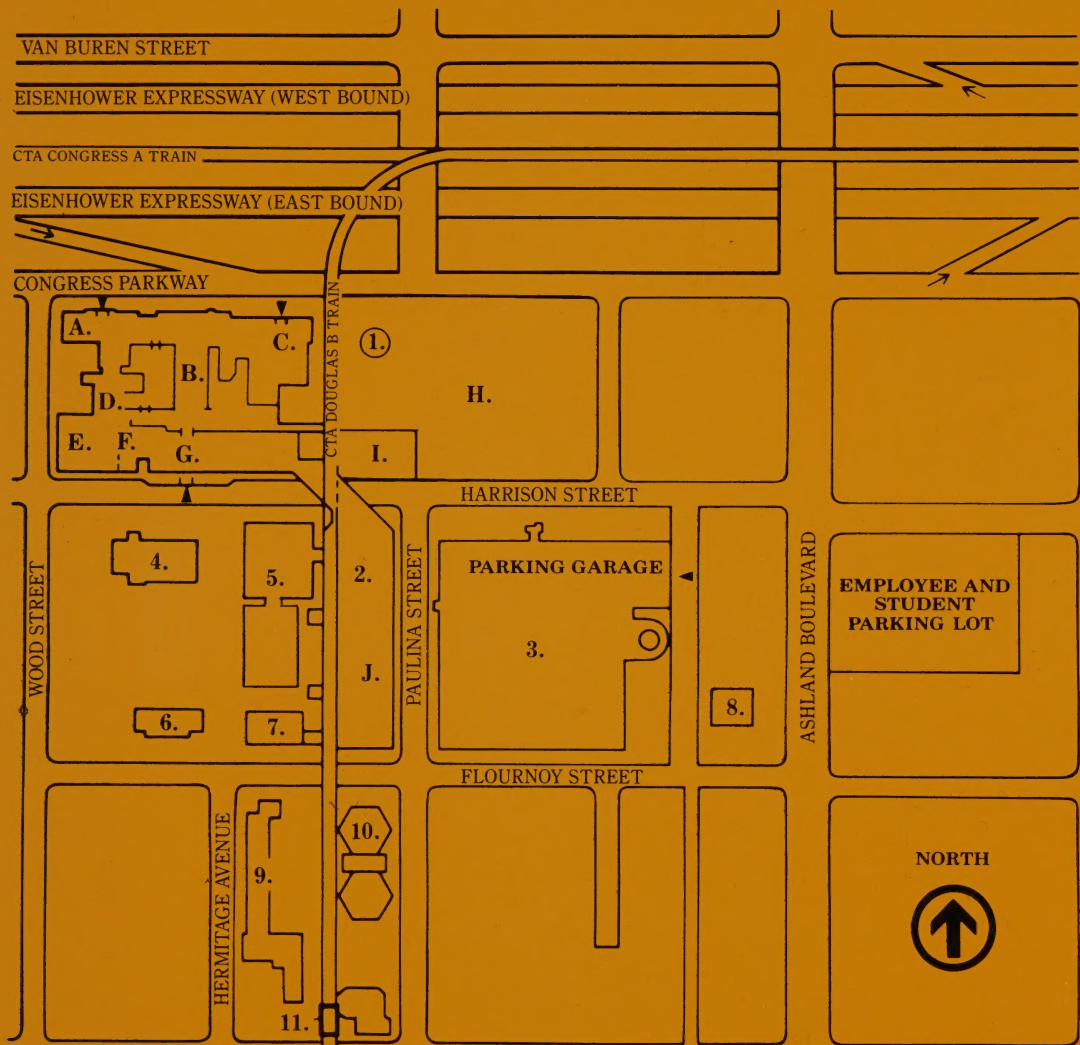 VAN BUREN STREET
EISENHOWER EXPRESSWAY (WEST BOUND)
CTA CONGRESS A TRAIN
EISENHOWER EXPRESSWAY (EAST BOUND)
CONGRESS PARKWAY
A.
C.
1.
B.
D.
H.
E.
F.
G.
I.
CTA DOUGLAS B TRAIN
HARRISON STREET
WOOD STREET
4.
5.
2.
PAULINA STREET
PARKING GARAGE
3.
J.
6.
7.
8.
ASHLAND BOULEVARD
EMPLOYEE AND
STUDENT
PARKING LOT
FLOURNOY STREET
HERMITAGE AVENUE
9.
10.
11.
NORTH